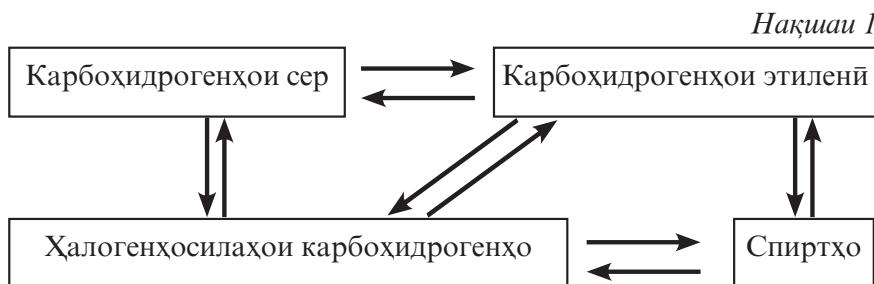 Нақшаи 1
Карбоҳидрогенҳои сер
Карбоҳидрогенҳои этиленӣ
Ҳалогенҳосилаҳои карбоҳидрогенҳо
Спиртҳо